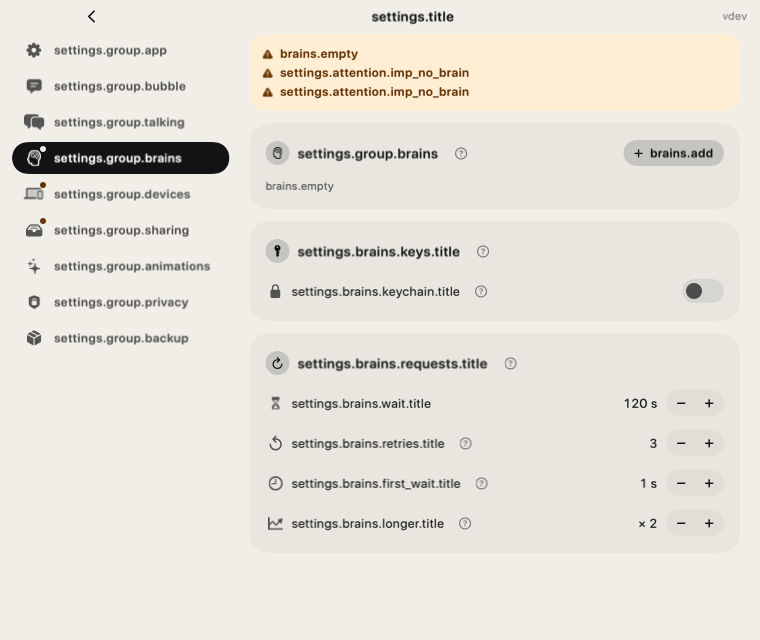 settings.title
vdev
settings.group.app
settings.group.bubble
settings.group.talking
settings.group.brains
settings.group.devices
settings.group.sharing
settings.group.animations
settings.group.privacy
settings.group.backup
brains.empty
settings.attention.imp_no_brain
settings.attention.imp_no_brain
settings.group.brains ?
+ brains.add
brains.empty
settings.brains.keys.title ?
settings.brains.keychain.title ?
settings.brains.requests.title ?
settings.brains.wait.title 120 s − +
settings.brains.retries.title ? 3 − +
settings.brains.first_wait.title ? 1 s − +
settings.brains.longer.title ? × 2 − +